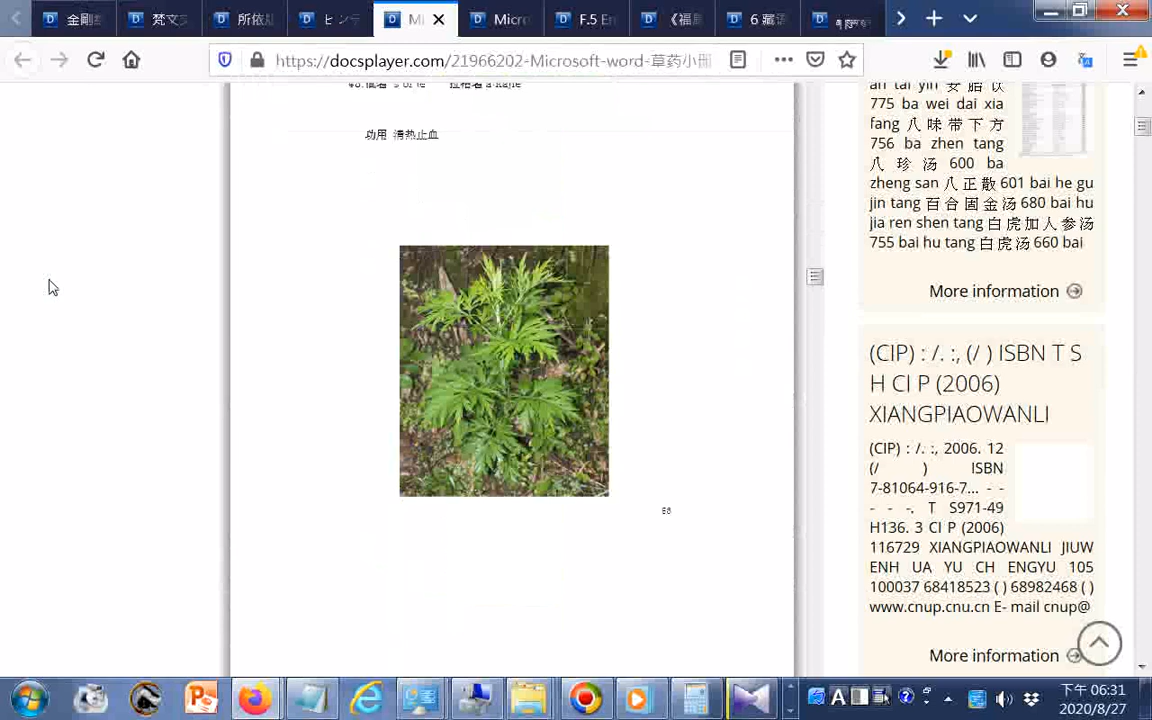 金剛
梵文
所依
ヒンデ
Mi
Micro
F.5 En
《福
6 藏
https://docsplayer.com/21966202-Microsoft-word-草药小冊
功用 清热止血
58
an tai yin 安 胎 饮
775 ba wei dai xia
fang 八 味 带 下 方
756 ba zhen tang
八 珍 汤 600 ba
zheng san 八正散 601 bai he gu
jin tang 百合固金汤 680 bai hu
jia ren shen tang 白虎加人参汤
755 bai hu tang 白虎汤 660 bai
More information
(CIP) : /. :, (/ ) ISBN T S
H CI P (2006)
XIANGPIAOWANLI
(CIP) : /. :, 2006. 12
(/ ) ISBN
7-81064-916-7... - -
- - -. T S971-49
H136. 3 CI P (2006)
116729 XIANGPIAOWANLI JIUW
ENH UA YU CH ENGYU 105
100037 68418523 ( ) 68982468 ( )
www.cnup.cnu.cn E- mail cnup@
More information
下午 06:31
2020/8/27